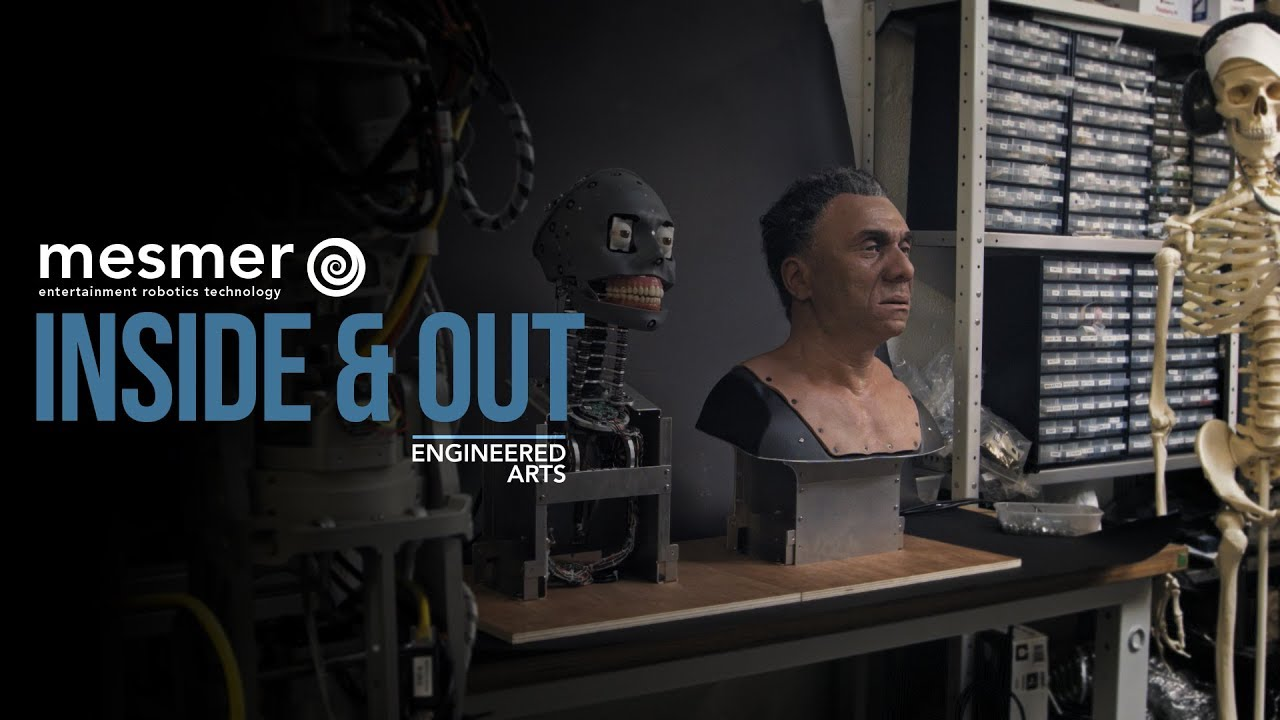 mesmer
entertainment robotics technology
INSIDE & OUT
ENGINEERED
ARTS